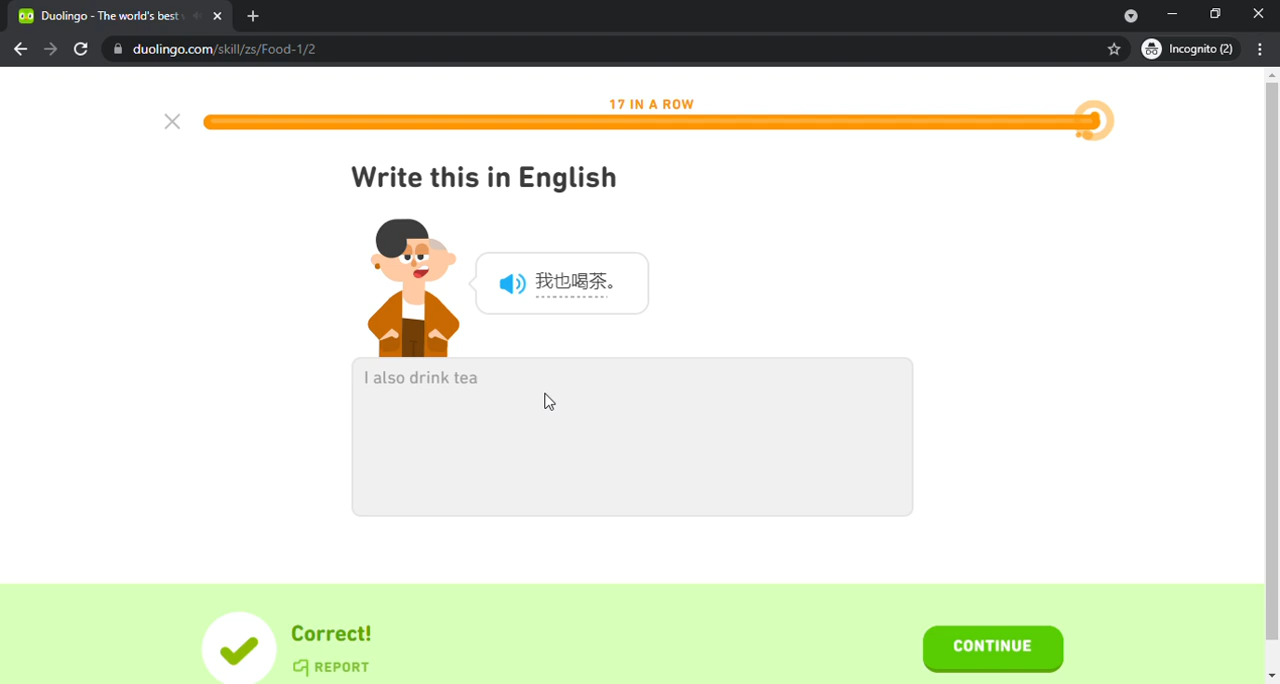 Duolingo - The world's best
duolingo.com/skill/zs/Food-1/2
Incognito (2)
17 IN A ROW
Write this in English
我也喝茶。
I also drink tea
Correct!
REPORT
CONTINUE